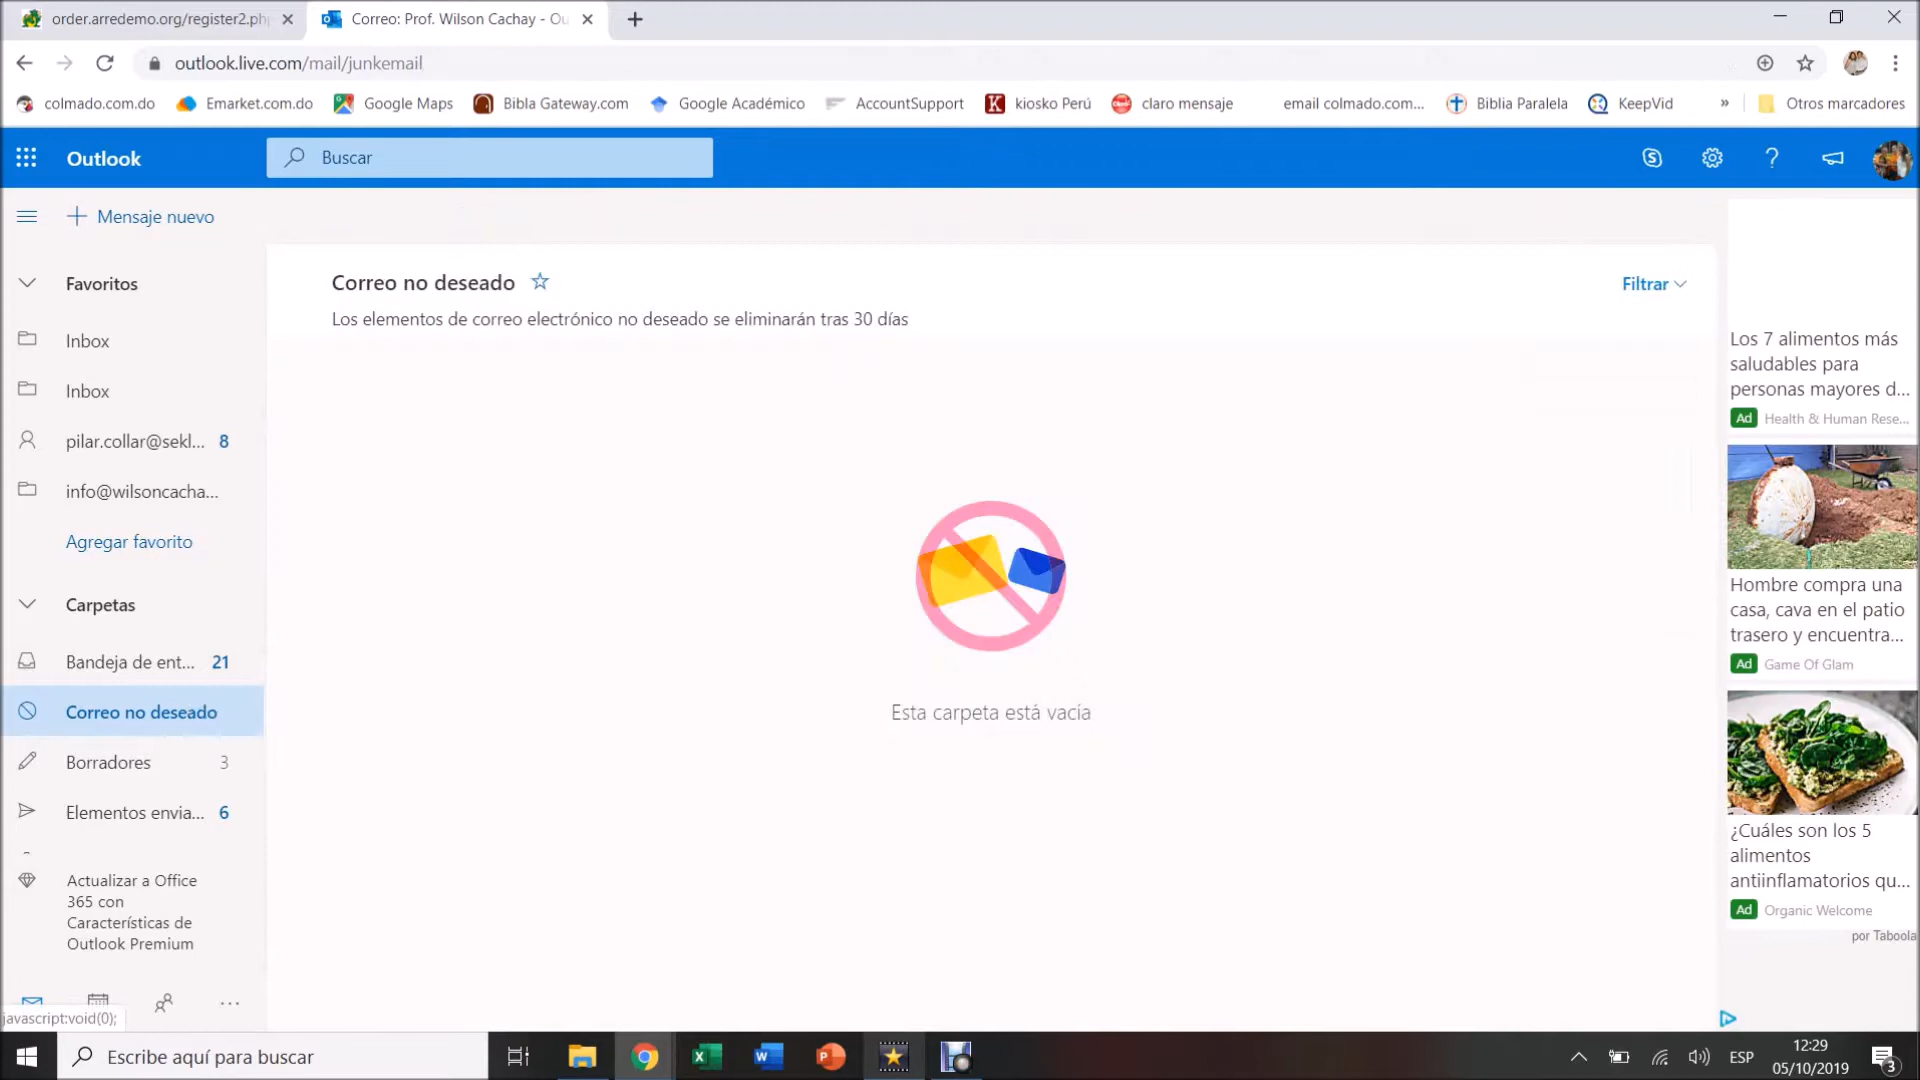 order.arredemo.org/register2.ph
Correo: Prof. Wilson Cachay - Ou
outlook.live.com/mail/junkemail
colmado.com.do
Emarket.com.do
Google Maps
Bibla Gateway.com
Google Académico
AccountSupport
kiosko Perú
claro mensaje
email colmado.com...
Biblia Paralela
KeepVid
»
Otros marcadores
Outlook
Buscar
Mensaje nuevo
Favoritos
Inbox
Inbox
pilar.collar@sekl... 8
info@wilsoncacha...
Agregar favorito
Carpetas
Bandeja de ent... 21
Correo no deseado
Borradores 3
Elementos envia... 6
Actualizar a Office
365 con
Características de
Outlook Premium
javascript:void(0);
Correo no deseado
Filtrar
Los elementos de correo electrónico no deseado se eliminarán tras 30 días
Esta carpeta está vacía
Los 7 alimentos más
saludables para
personas mayores d...
Ad Health & Human Rese...
Hombre compra una
casa, cava en el patio
trasero y encuentra...
Ad Game Of Glam
¿Cuáles son los 5
alimentos
antiinflamatorios qu...
Ad Organic Welcome
por Taboola
Escribe aquí para buscar
ESP
12:29
05/10/2019
3